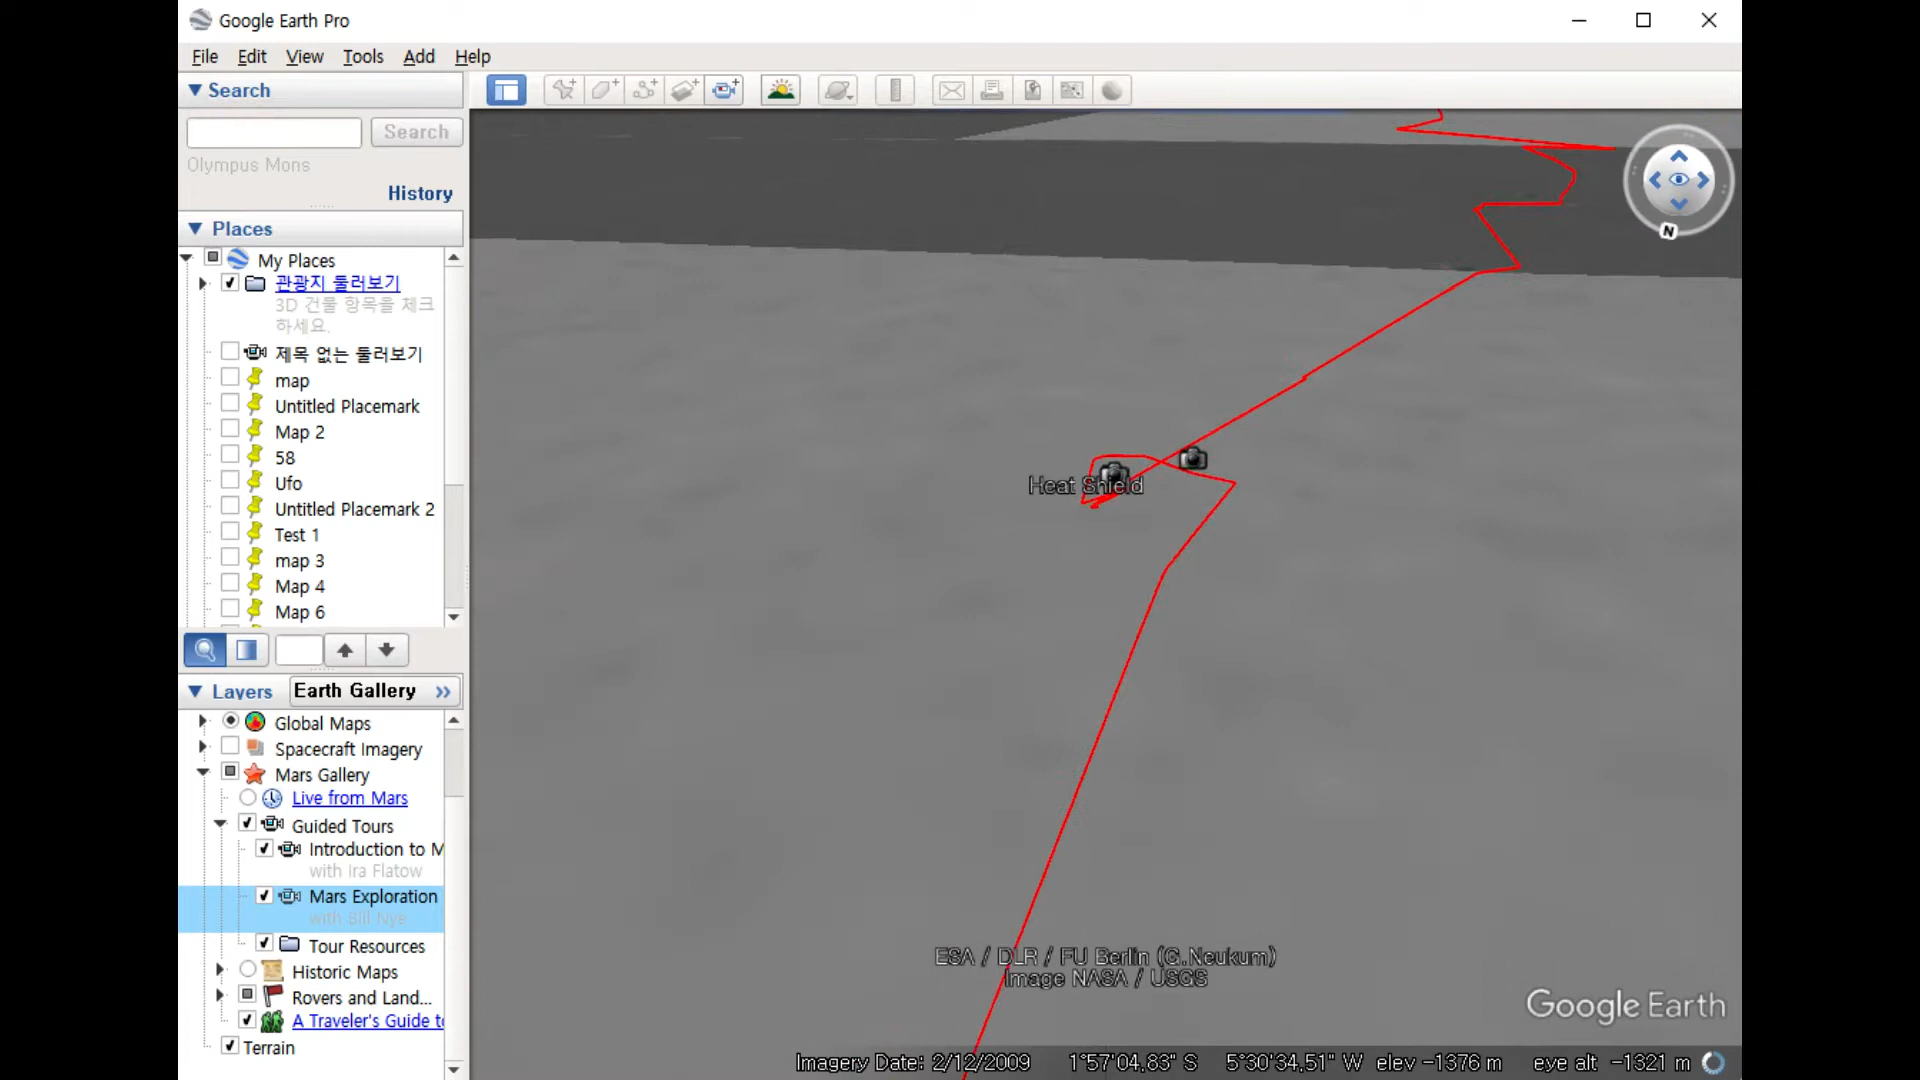 Google Earth Pro
File Edit View Tools Add Help
Search
Search
Olympus Mons
History
Places
My Places
관광지 둘러보기
3D 건물 항목을 체크
하세요.
제목 없는 둘러보기
map
Untitled Placemark
Map 2
58
Ufo
Untitled Placemark 2
Test 1
map 3
Map 4
Map 6
Layers Earth Gallery »
Global Maps
Spacecraft Imagery
Mars Gallery
Live from Mars
Guided Tours
Introduction to M
with Ira Flatow
Mars Exploration
with Bill Nye
Tour Resources
Historic Maps
Rovers and Land...
A Traveler's Guide to
Terrain
N
Heat Shield
ESA / DLR / FU Berlin (G.Neukum)
Image NASA / USGS
Google Earth
Imagery Date: 2/12/2009 1°57'04.83" S 5°30'34.51" W elev -1376 m eye alt -1321 m